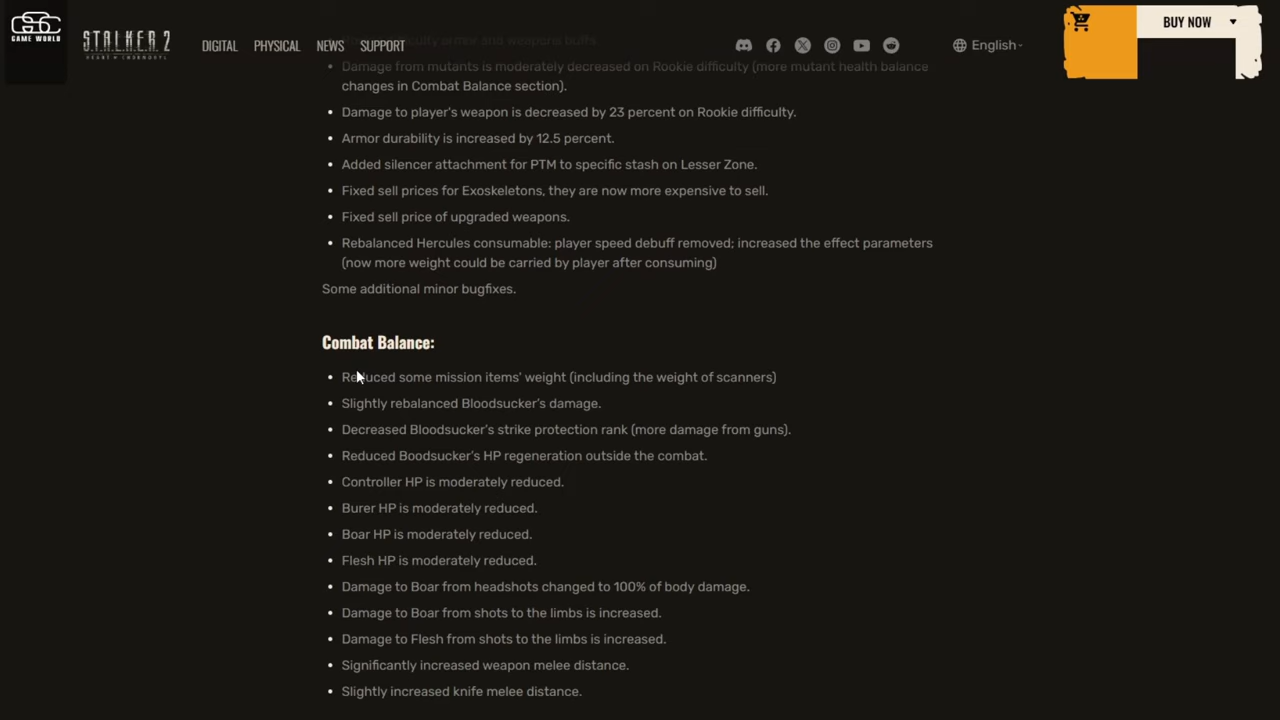 GSC
GAME WORLD
S.T.A.L.K.E.R. 2
HEART OF CHORNOBYL
DIGITAL
PHYSICAL
NEWS
SUPPORT
English
BUY NOW
armor and weapons buffs.
Damage from mutants is moderately decreased on Rookie difficulty (more mutant health balance
changes in Combat Balance section).
Damage to player's weapon is decreased by 23 percent on Rookie difficulty.
Armor durability is increased by 12.5 percent.
Added silencer attachment for PTM to specific stash on Lesser Zone.
Fixed sell prices for Exoskeletons, they are now more expensive to sell.
Fixed sell price of upgraded weapons.
Rebalanced Hercules consumable: player speed debuff removed; increased the effect parameters
(now more weight could be carried by player after consuming)
Some additional minor bugfixes.
Combat Balance:
Reduced some mission items' weight (including the weight of scanners)
Slightly rebalanced Bloodsucker's damage.
Decreased Bloodsucker's strike protection rank (more damage from guns).
Reduced Boodsucker's HP regeneration outside the combat.
Controller HP is moderately reduced.
Burer HP is moderately reduced.
Boar HP is moderately reduced.
Flesh HP is moderately reduced.
Damage to Boar from headshots changed to 100% of body damage.
Damage to Boar from shots to the limbs is increased.
Damage to Flesh from shots to the limbs is increased.
Significantly increased weapon melee distance.
Slightly increased knife melee distance.